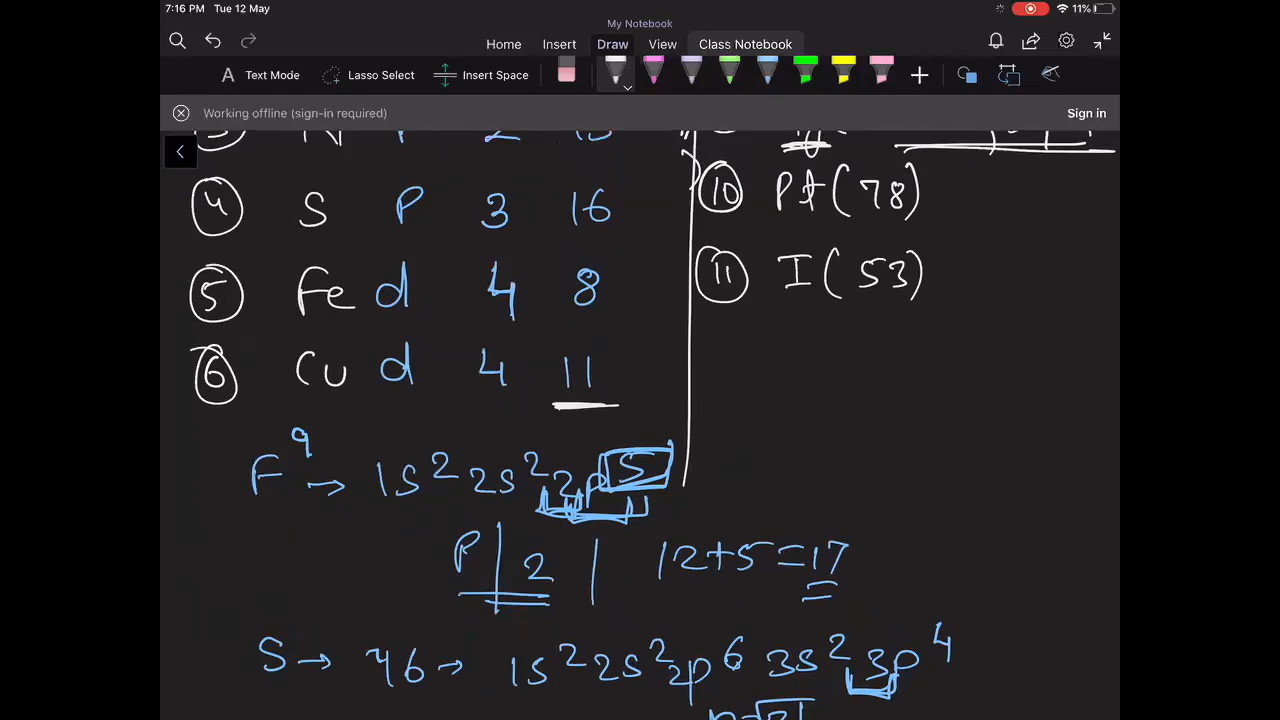 7:16 PM Tue 12 May
11%
My Notebook
Home Insert Draw View Class Notebook
Text Mode Lasso Select Insert Space
Working offline (sign-in required) Sign in
4 S P 3 16
5 Fe d 4 8
6 Cu d 4 11
10 Pt(78)
11 I(53)
F⁹ → 1s² 2s² 2p⁵
P | 2 | 12+5=17
S → 16 → 1s² 2s² 2p⁶ 3s² 3p⁴